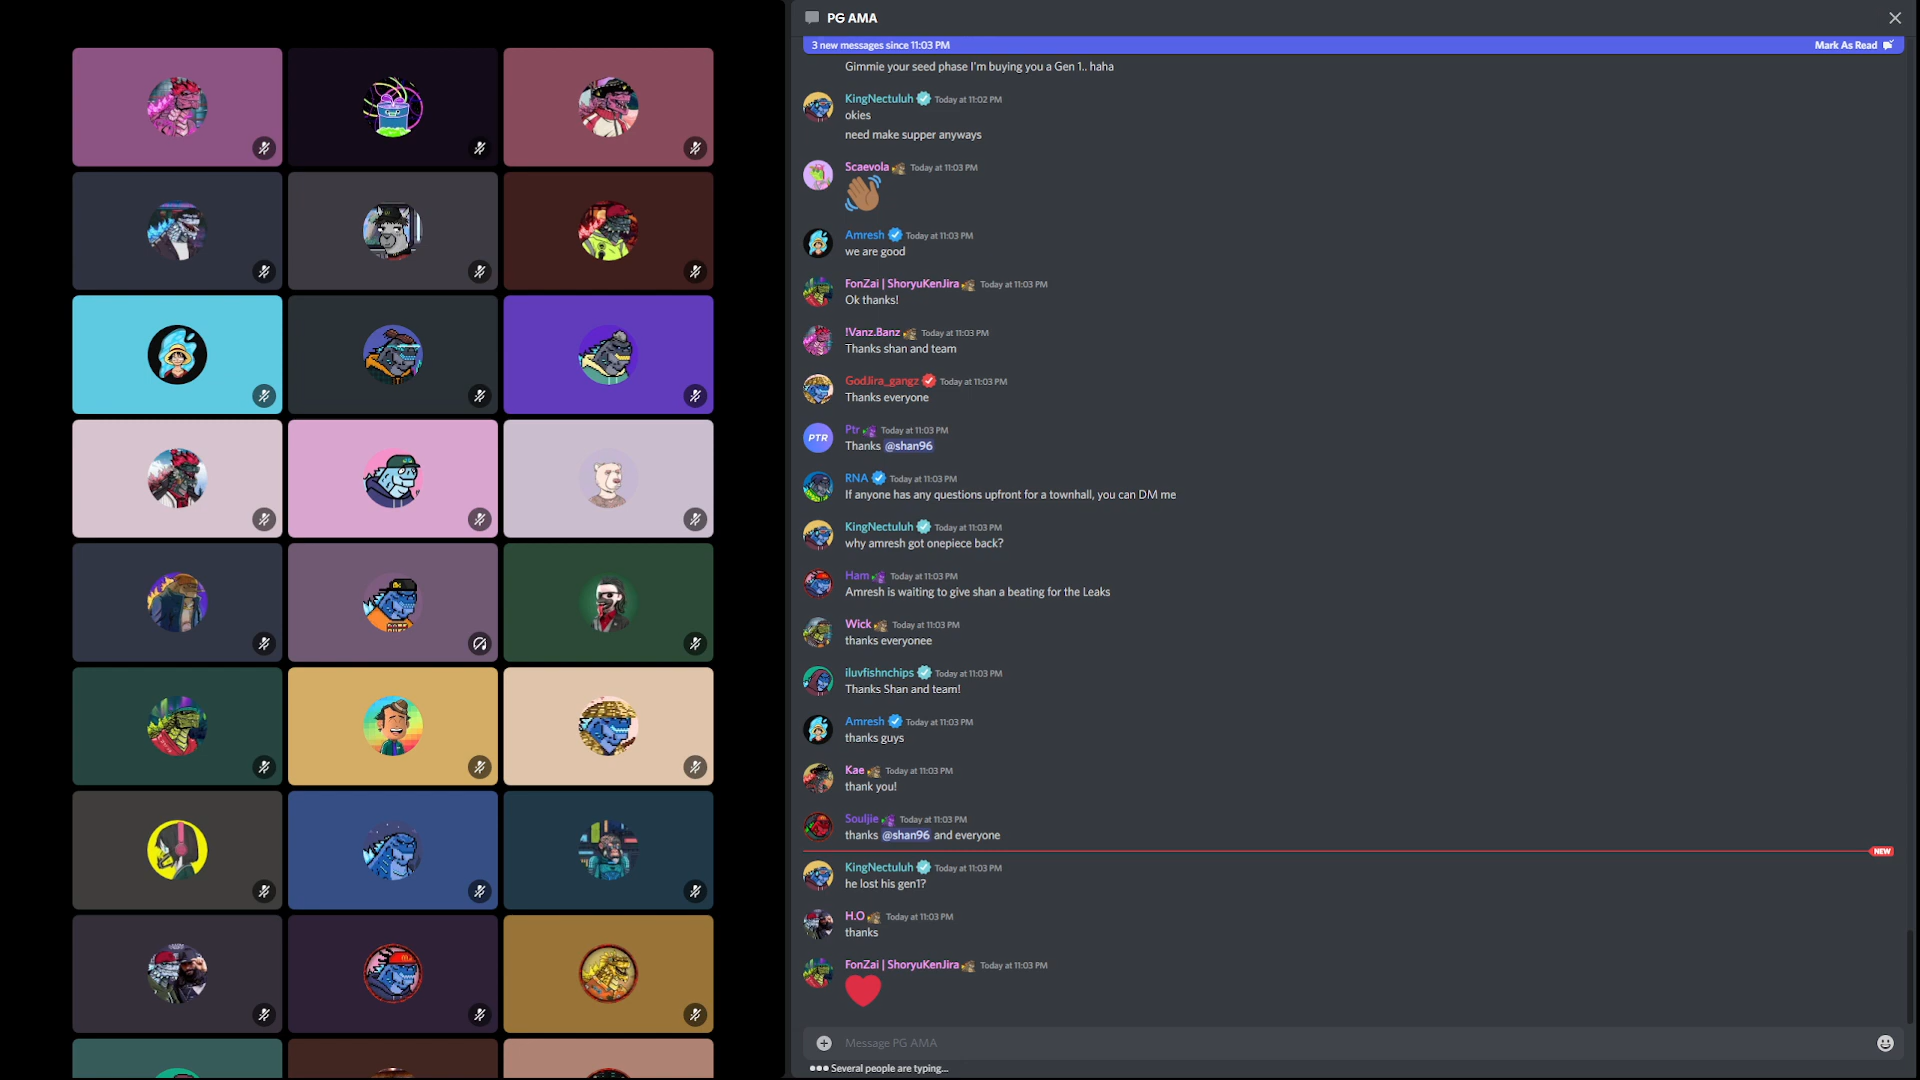 PG AMA
3 new messages since 11:03 PM
Mark As Read
Gimmie your seed phase I'm buying you a Gen 1.. haha
KingNectuluh Today at 11:02 PM
okies
need make supper anyways
Scaevola Today at 11:03 PM
Amresh Today at 11:03 PM
we are good
FonZai | ShoryuKenJira Today at 11:03 PM
Ok thanks!
!Vanz.Banz Today at 11:03 PM
Thanks shan and team
GodJira_gangz Today at 11:03 PM
Thanks everyone
PTR
Ptr Today at 11:03 PM
Thanks @shan96
RNA Today at 11:03 PM
If anyone has any questions upfront for a townhall, you can DM me
KingNectuluh Today at 11:03 PM
why amresh got onepiece back?
Ham Today at 11:03 PM
Amresh is waiting to give shan a beating for the Leaks
Wick Today at 11:03 PM
thanks everyonee
iluvfishnchips Today at 11:03 PM
Thanks Shan and team!
Amresh Today at 11:03 PM
thanks guys
Kae Today at 11:03 PM
thank you!
Souljie Today at 11:03 PM
thanks @shan96 and everyone
NEW
KingNectuluh Today at 11:03 PM
he lost his gen1?
H.O Today at 11:03 PM
thanks
FonZai | ShoryuKenJira Today at 11:03 PM
Message PG AMA
Several people are typing...